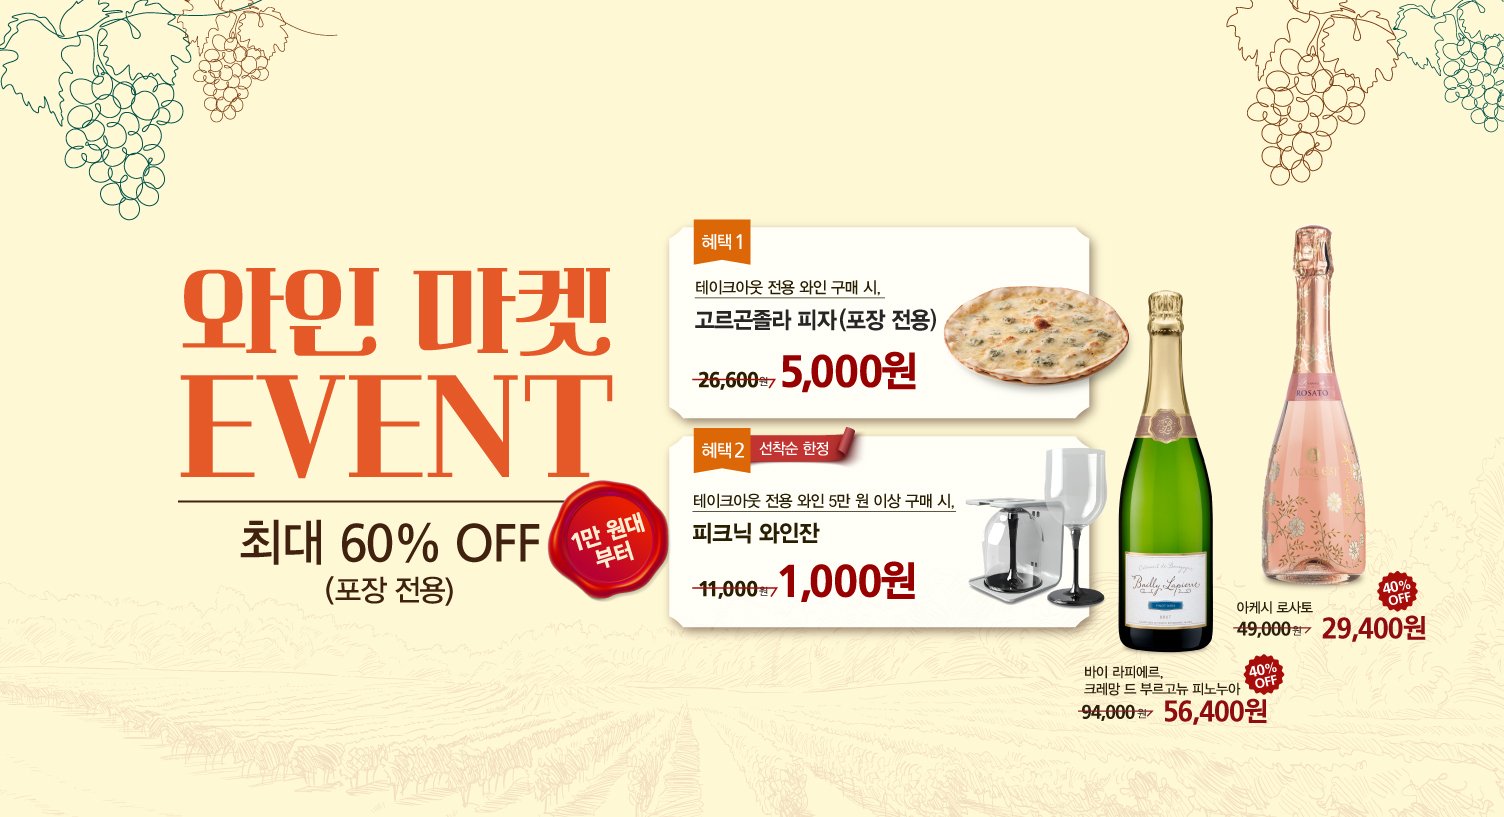 와인 마켓
EVENT
최대 60% OFF
(포장 전용)
1만 원대
부터
혜택 1
테이크아웃 전용 와인 구매 시,
고르곤졸라 피자(포장 전용)
26,600원 5,000원
혜택 2 선착순 한정
테이크아웃 전용 와인 5만 원 이상 구매 시,
피크닉 와인잔
11,000원 1,000원
ROSATO
Bailly-Lapierre
40%
OFF
아케시 로사토
49,000원 29,400원
바이 라피에르,
크레망 드 부르고뉴 피노누아
40%
OFF
94,000원 56,400원